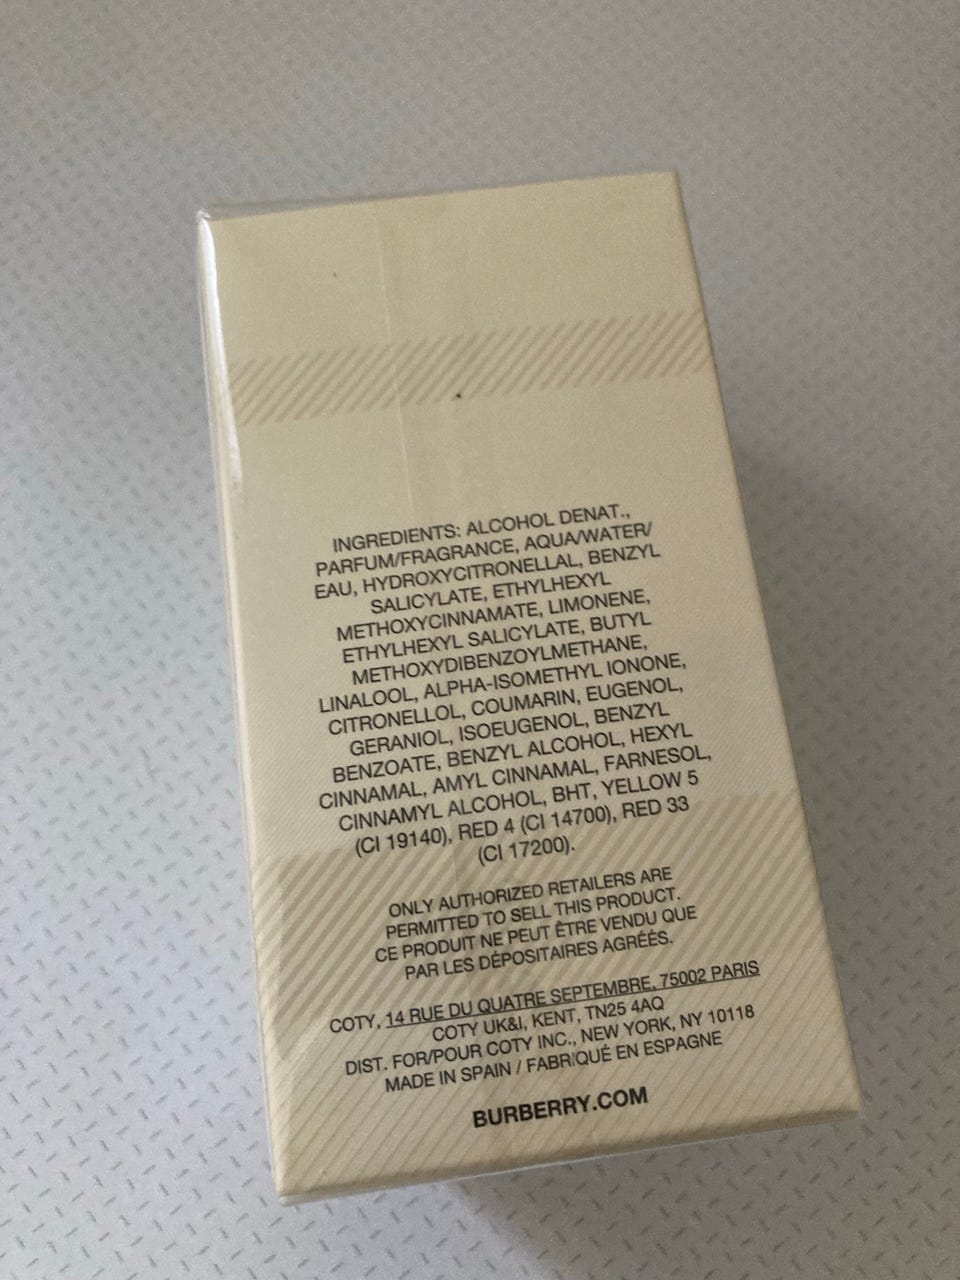 INGREDIENTS: ALCOHOL DENAT.,
PARFUM/FRAGRANCE, AQUA/WATER/
EAU, HYDROXYCITRONELLAL, BENZYL
SALICYLATE, ETHYLHEXYL
METHOXYCINNAMATE, LIMONENE,
ETHYLHEXYL SALICYLATE, BUTYL
METHOXYDIBENZOYLMETHANE,
LINALOOL, ALPHA-ISOMETHYL IONONE,
CITRONELLOL, COUMARIN, EUGENOL,
GERANIOL, ISOEUGENOL, BENZYL
BENZOATE, BENZYL ALCOHOL, HEXYL
CINNAMAL, AMYL CINNAMAL, FARNESOL,
CINNAMYL ALCOHOL, BHT, YELLOW 5
(CI 19140), RED 4 (CI 14700), RED 33
(CI 17200).
ONLY AUTHORIZED RETAILERS ARE
PERMITTED TO SELL THIS PRODUCT.
CE PRODUIT NE PEUT ÊTRE VENDU QUE
PAR LES DÉPOSITAIRES AGRÉÉS.
COTY, 14 RUE DU QUATRE SEPTEMBRE, 75002 PARIS
COTY UK&I, KENT, TN25 4AQ
DIST. FOR/POUR COTY INC., NEW YORK, NY 10118
MADE IN SPAIN / FABRIQUÉ EN ESPAGNE
BURBERRY.COM